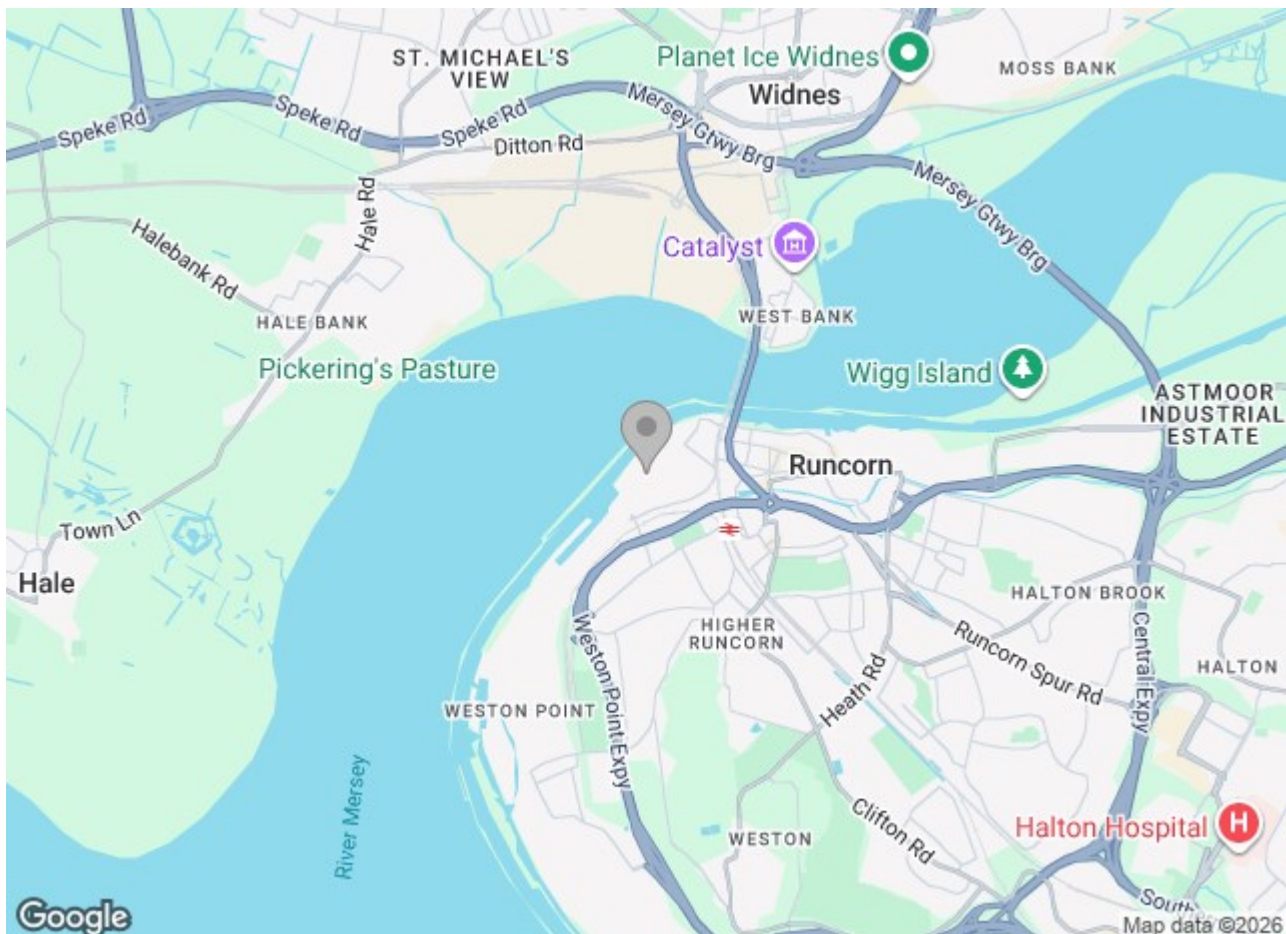 ST. MICHAEL'S
VIEW
Planet Ice Widnes
MOSS BANK
Widnes
Speke Rd
Speke Rd
Speke Rd
Mersey Gtwy Brg
Ditton Rd
Mersey Gtwy Brg
Hale Rd
Halebank Rd
Catalyst
HALE BANK
WEST BANK
Pickering's Pasture
Wigg Island
ASTMOOR
INDUSTRIAL
ESTATE
Runcorn
Town Ln
Hale
HALTON BROOK
HIGHER
RUNCORN
Weston Point Expy
Runcorn Spur Rd
Central Expy
HALTON
Heath Rd
WESTON POINT
River Mersey
Clifton Rd
WESTON
Halton Hospital
H
Google
Map data ©2026